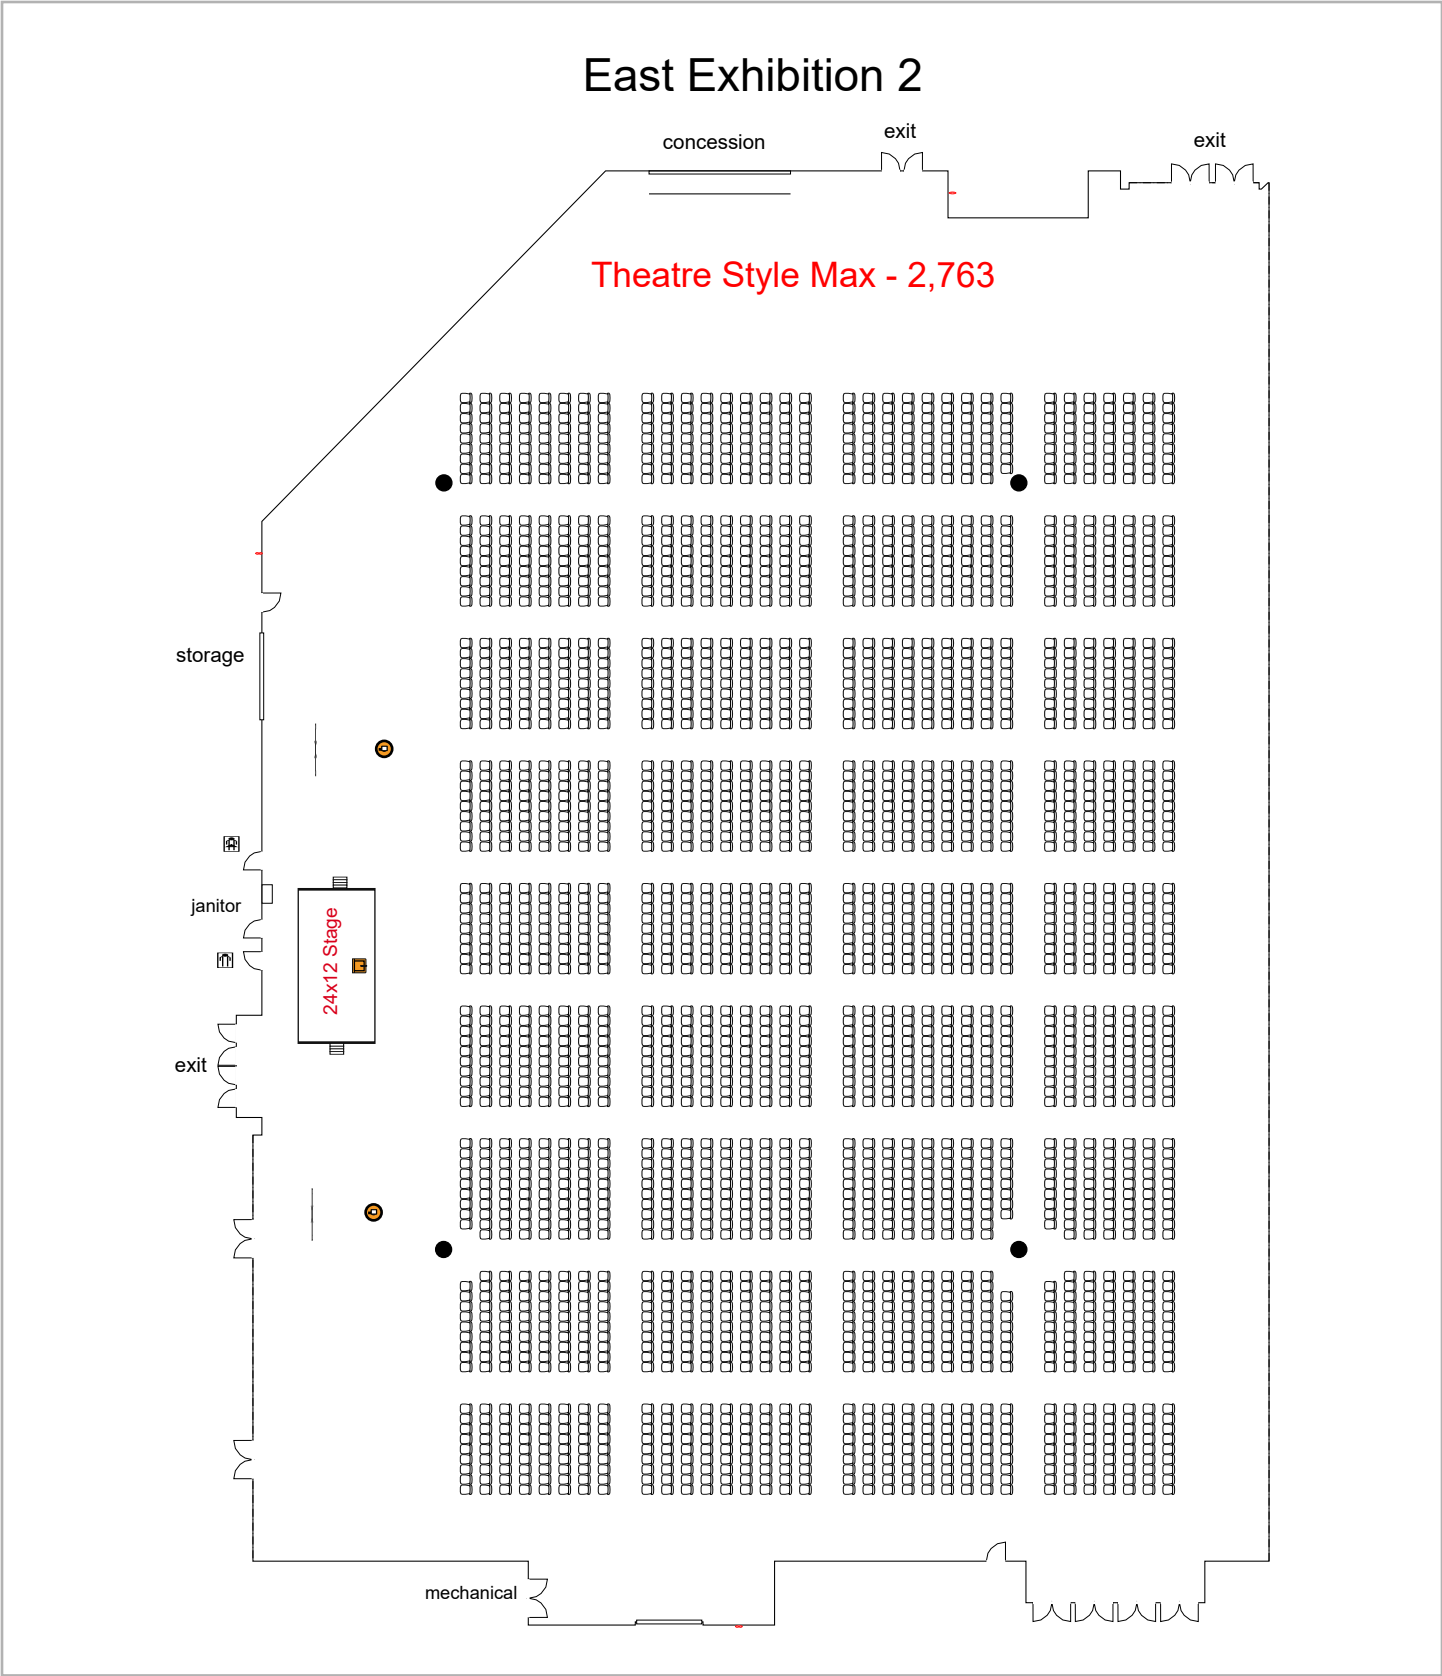 East Exhibition 2
concession
exit
exit
Theatre Style Max - 2,763
storage
janitor
24x12 Stage
exit
mechanical